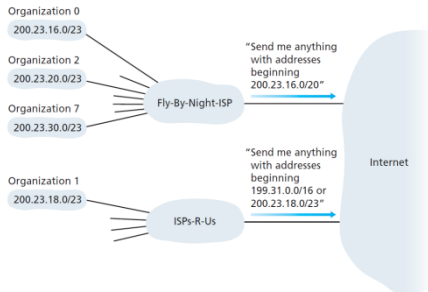 Organization 0
200.23.16.0/23
Organization 2
200.23.20.0/23
Organization 7
200.23.30.0/23
Fly-By-Night-ISP
“Send me anything
with addresses
beginning
200.23.16.0/20”
Organization 1
200.23.18.0/23
ISPs-R-Us
“Send me anything
with addresses
beginning
199.31.0.0/16 or
200.23.18.0/23”
Internet